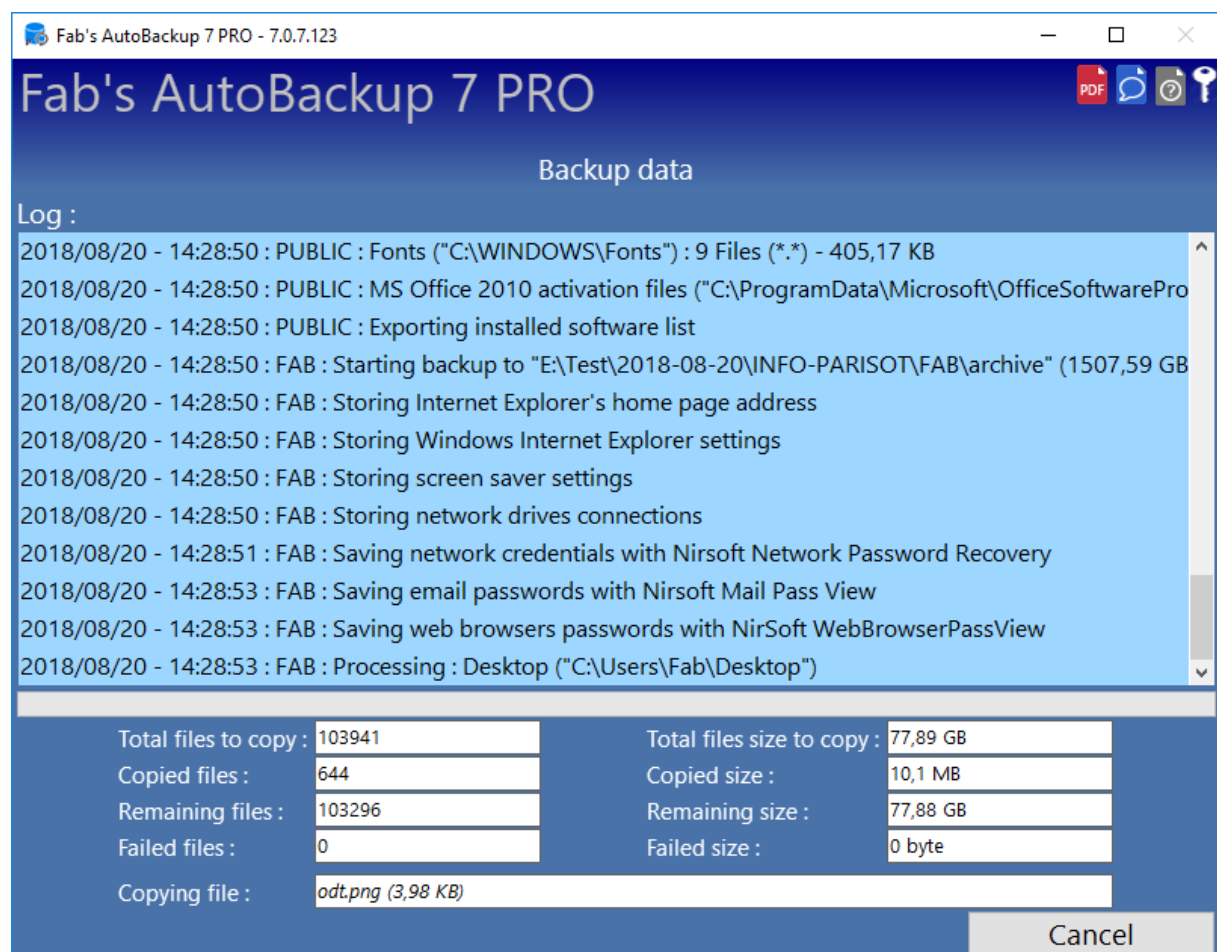 Fab's AutoBackup 7 PRO - 7.0.7.123
Fab's AutoBackup 7 PRO
PDF
?
Backup data
Log :
2018/08/20 - 14:28:50 : PUBLIC : Fonts ("C:\WINDOWS\Fonts") : 9 Files (*.*) - 405,17 KB
2018/08/20 - 14:28:50 : PUBLIC : MS Office 2010 activation files ("C:\ProgramData\Microsoft\OfficeSoftwarePro
2018/08/20 - 14:28:50 : PUBLIC : Exporting installed software list
2018/08/20 - 14:28:50 : FAB : Starting backup to "E:\Test\2018-08-20\INFO-PARISOT\FAB\archive" (1507,59 GB
2018/08/20 - 14:28:50 : FAB : Storing Internet Explorer's home page address
2018/08/20 - 14:28:50 : FAB : Storing Windows Internet Explorer settings
2018/08/20 - 14:28:50 : FAB : Storing screen saver settings
2018/08/20 - 14:28:50 : FAB : Storing network drives connections
2018/08/20 - 14:28:51 : FAB : Saving network credentials with Nirsoft Network Password Recovery
2018/08/20 - 14:28:53 : FAB : Saving email passwords with Nirsoft Mail Pass View
2018/08/20 - 14:28:53 : FAB : Saving web browsers passwords with NirSoft WebBrowserPassView
2018/08/20 - 14:28:53 : FAB : Processing : Desktop ("C:\Users\Fab\Desktop")
Total files to copy : 103941 Total files size to copy : 77,89 GB
Copied files : 644 Copied size : 10,1 MB
Remaining files : 103296 Remaining size : 77,88 GB
Failed files : 0 Failed size : 0 byte
Copying file : odt.png (3,98 KB)
Cancel